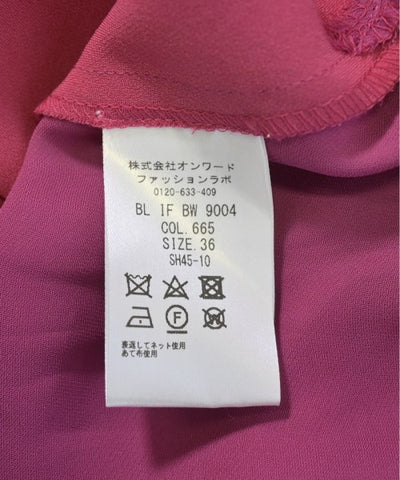 株式会社オンワード
ファッションラボ
0120-633-409
BL IF BW 9004
COL.665
SIZE.36
SH45-10
F
裏返してネット使用
あて布使用